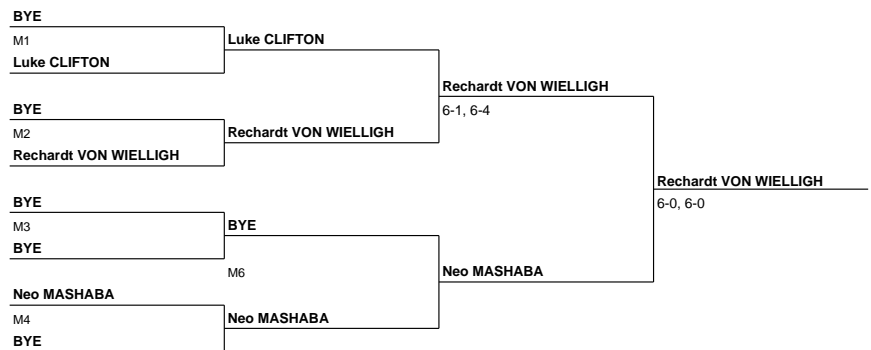 BYE
M1
Luke CLIFTON
Luke CLIFTON
Rechardt VON WIELLIGH
6-1, 6-4
BYE
M2
Rechardt VON WIELLIGH
Rechardt VON WIELLIGH
Rechardt VON WIELLIGH
6-0, 6-0
BYE
M3
BYE
BYE
M6
Neo MASHABA
Neo MASHABA
M4
Neo MASHABA
BYE